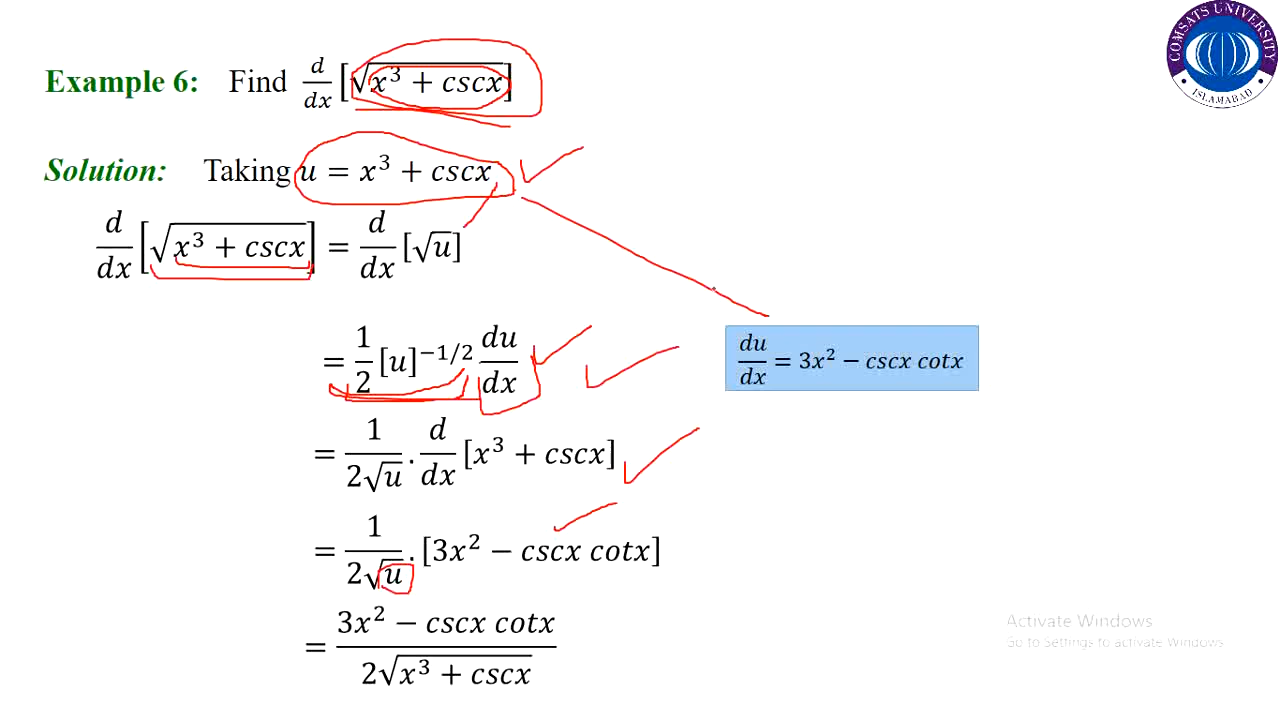 Example 6: Find d/dx [√(x³ + cscx)]
Solution: Taking u = x³ + cscx
d/dx [√(x³ + cscx)] = d/dx [√u]
= 1/2 [u]^(−1/2) du/dx
du/dx = 3x² − cscx cotx
= 1/(2√u) . d/dx [x³ + cscx]
= 1/(2√u) . [3x² − cscx cotx]
= (3x² − cscx cotx)/(2√(x³ + cscx))
COMSATS UNIVERSITY
ISLAMABAD
Activate Windows
Go to Settings to activate Windows.